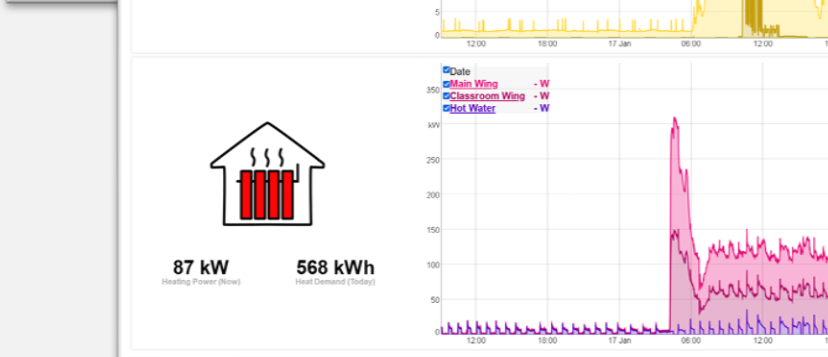 5
0
12:00 18:00 17 Jan 06:00 12:00
Date
350 Main Wing - W
Classroom Wing - W
Hot Water - W
kW
250
200
150
100
50
0
12:00 18:00 17 Jan 06:00 12:00
87 kW 568 kWh
Heating Power (Now) Heat Demand (Today)